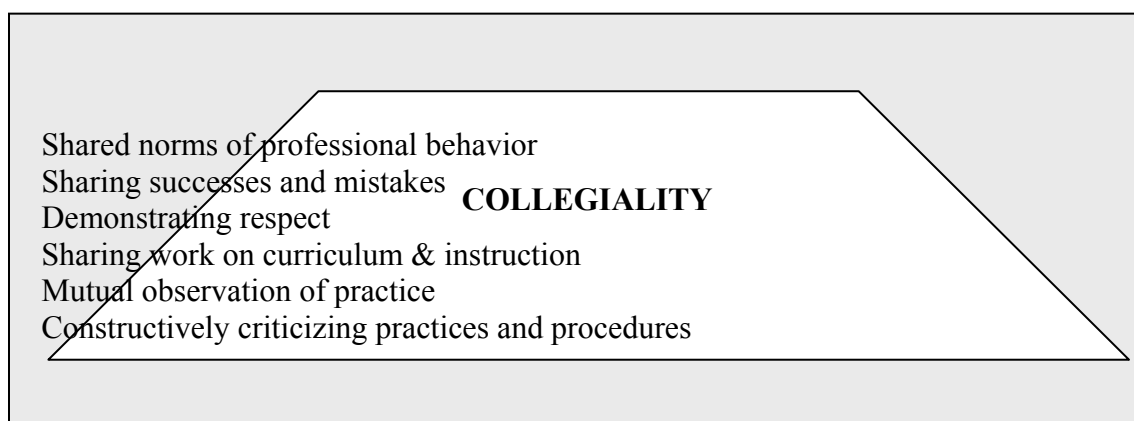 Shared norms of professional behavior
Sharing successes and mistakes
COLLEGIALITY
Demonstrating respect
Sharing work on curriculum & instruction
Mutual observation of practice
Constructively criticizing practices and procedures